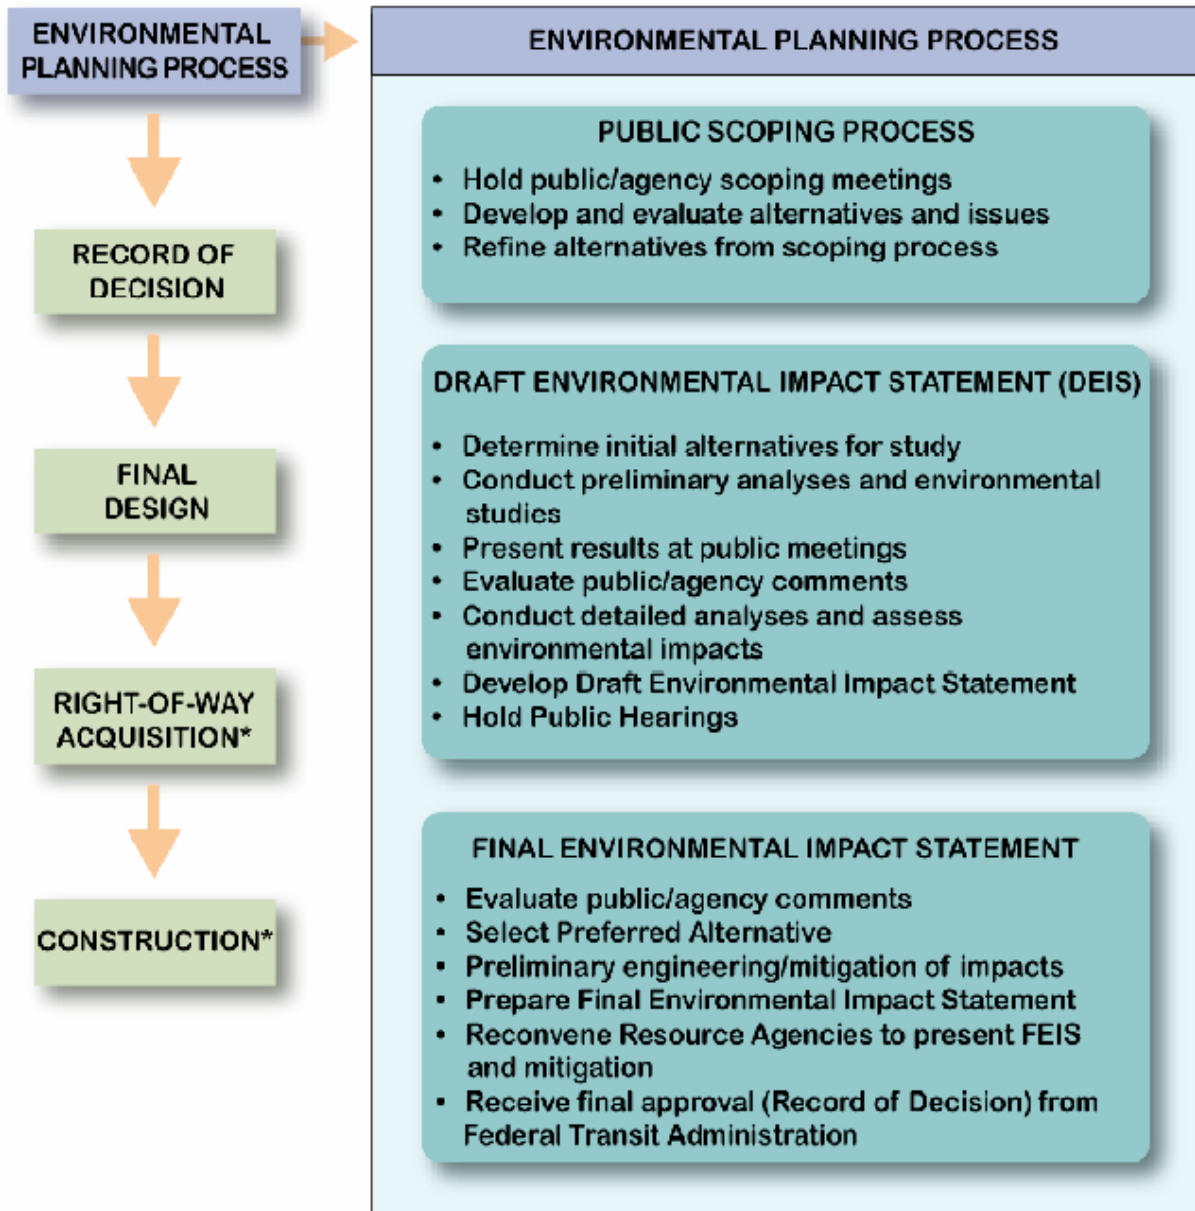 ENVIRONMENTAL
PLANNING PROCESS
RECORD OF
DECISION
FINAL
DESIGN
RIGHT-OF-WAY
ACQUISITION*
CONSTRUCTION*
ENVIRONMENTAL PLANNING PROCESS
PUBLIC SCOPING PROCESS
• Hold public/agency scoping meetings
• Develop and evaluate alternatives and issues
• Refine alternatives from scoping process
DRAFT ENVIRONMENTAL IMPACT STATEMENT (DEIS)
• Determine initial alternatives for study
• Conduct preliminary analyses and environmental
studies
• Present results at public meetings
• Evaluate public/agency comments
• Conduct detailed analyses and assess
environmental impacts
• Develop Draft Environmental Impact Statement
• Hold Public Hearings
FINAL ENVIRONMENTAL IMPACT STATEMENT
• Evaluate public/agency comments
• Select Preferred Alternative
• Preliminary engineering/mitigation of impacts
• Prepare Final Environmental Impact Statement
• Reconvene Resource Agencies to present FEIS
and mitigation
• Receive final approval (Record of Decision) from
Federal Transit Administration